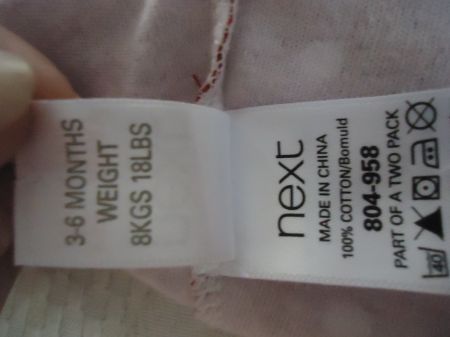 3-6 MONTHS
WEIGHT
8KGS 18LBS
next
MADE IN CHINA
100% COTTON/Bomuld
804-958
PART OF A TWO PACK
40